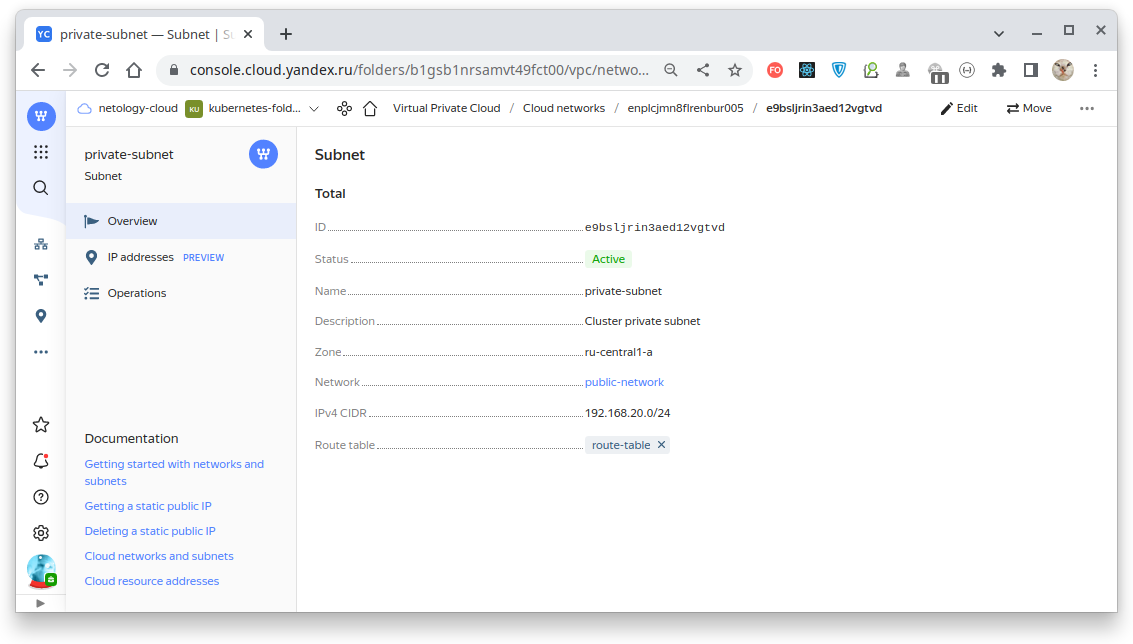 YC private-subnet — Subnet | Su
console.cloud.yandex.ru/folders/b1gsb1nrsamvt49fct00/vpc/netwo...
FO
netology-cloud KU kubernetes-fold... Virtual Private Cloud / Cloud networks / enplcjmn8flrenbur005 / e9bsljrin3aed12vgtvd Edit Move
private-subnet
Subnet
Overview
IP addresses PREVIEW
Operations
Documentation
Getting started with networks and
subnets
Getting a static public IP
Deleting a static public IP
Cloud networks and subnets
Cloud resource addresses
Subnet
Total
ID e9bsljrin3aed12vgtvd
Status Active
Name private-subnet
Description Cluster private subnet
Zone ru-central1-a
Network public-network
IPv4 CIDR 192.168.20.0/24
Route table route-table